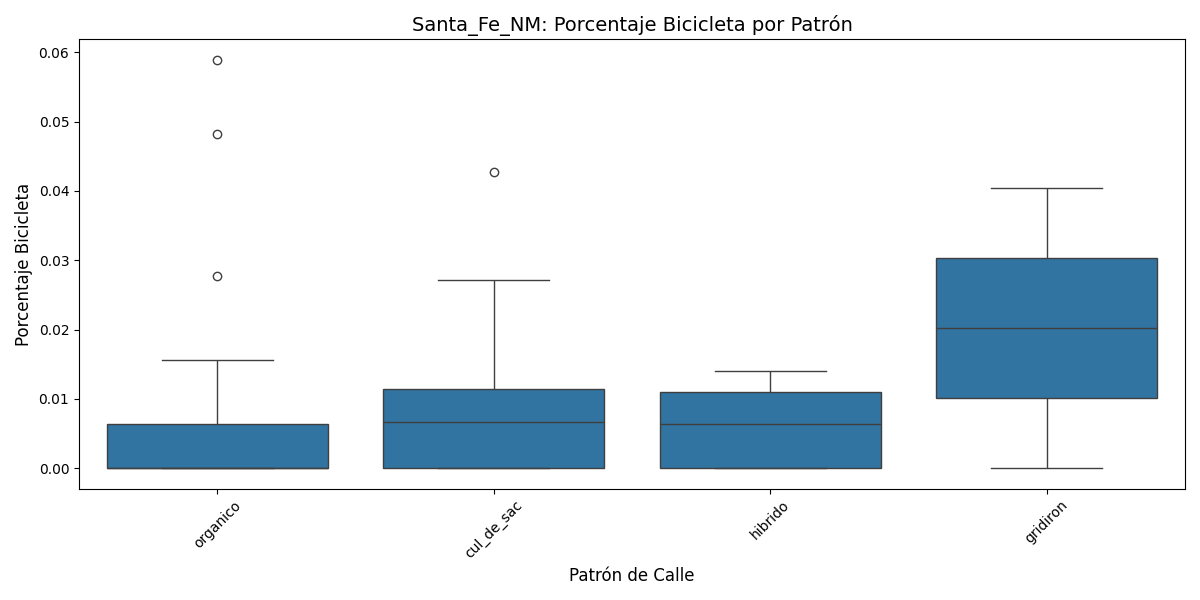 Santa_Fe_NM: Porcentaje Bicicleta por Patrón
Porcentaje Bicicleta
0.06
0.05
0.04
0.03
0.02
0.01
0.00
organico
cul_de_sac
hibrido
gridiron
Patrón de Calle